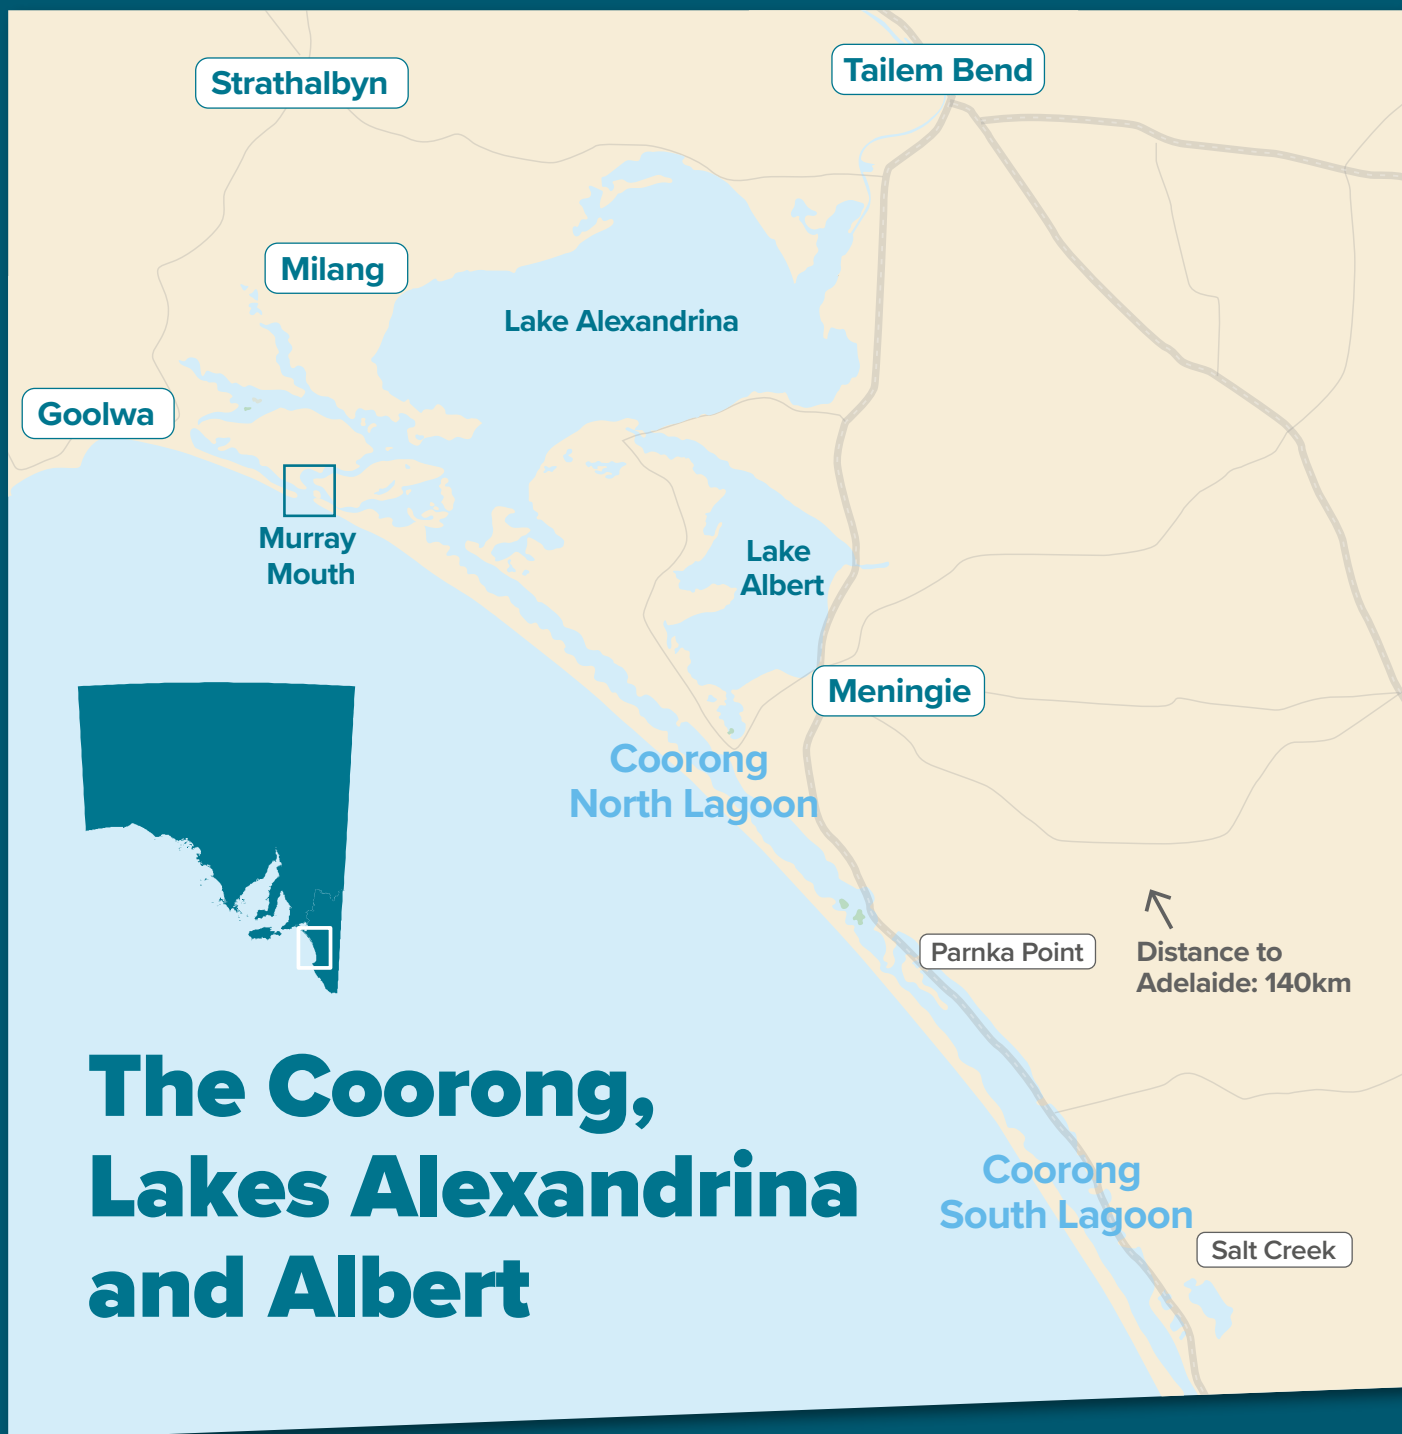 Strathalbyn
Tailem Bend
Milang
Lake Alexandrina
Goolwa
Murray
Mouth
Lake
Albert
Meningie
Coorong
North Lagoon
Parnka Point
Distance to
Adelaide: 140km
The Coorong,
Lakes Alexandrina
and Albert
Coorong
South Lagoon
Salt Creek